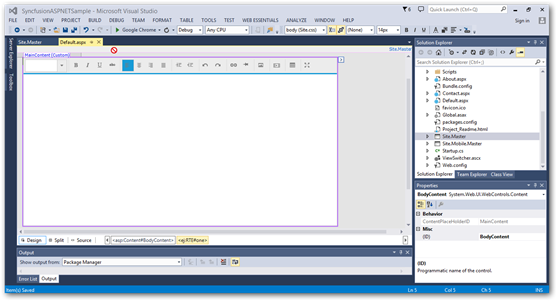 SyncfusionASPNETSample - Microsoft Visual Studio
Quick Launch (Ctrl+Q)
FILE EDIT VIEW PROJECT BUILD DEBUG TEAM TOOLS TEST WEB ESSENTIALS ANALYZE WINDOW HELP
Sign in
Google Chrome Debug Any CPU body (Site.css) 14px
Server Explorer
Toolbox
Site.Master Default.aspx
Site.Master
MainContent (Custom)
Design Split Source <asp:Content#BodyContent> <ej:RTE#one>
Output
Show output from: Package Manager
Error List Output
Solution Explorer
Search Solution Explorer (Ctrl+;)
Scripts
About.aspx
Bundle.config
Contact.aspx
Default.aspx
favicon.ico
Global.asax
packages.config
Project_Readme.html
Site.Master
Site.Mobile.Master
Startup.cs
ViewSwitcher.ascx
Web.config
Solution Explorer Team Explorer Class View
Properties
BodyContent System.Web.UI.WebControls.Content
Behavior
ContentPlaceHolderID MainContent
Misc
(ID) BodyContent
(ID)
Programmatic name of the control.
Item(s) Saved Ln 5 Col 5 Ch 5 INS